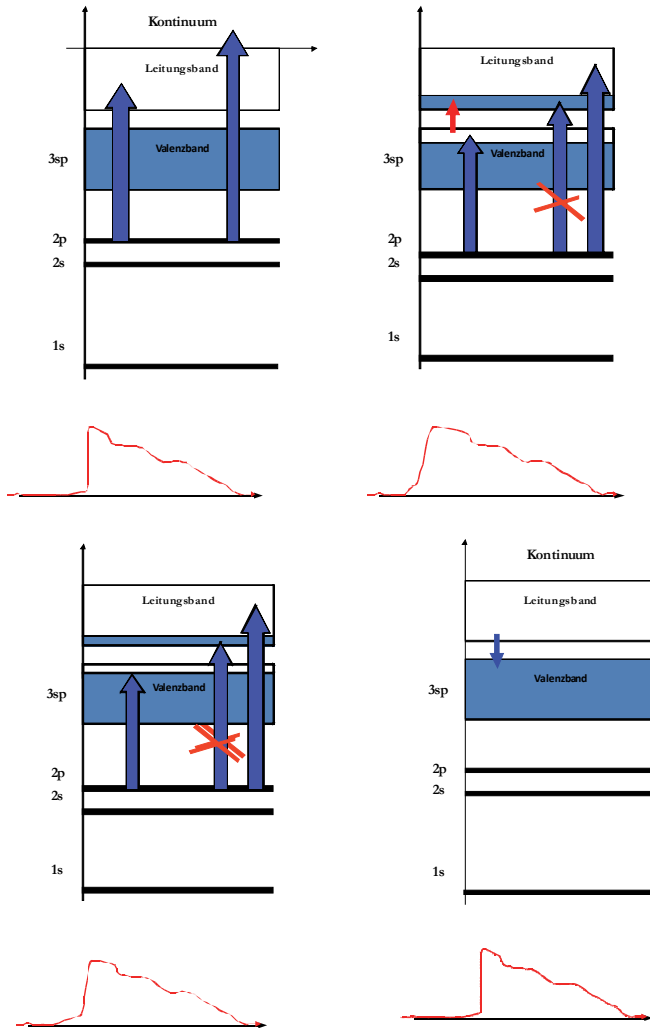 Kontinuum
Leitungsband
Valenzband
3sp
2p
2s
1s
Leitungsband
Valenzband
3sp
2p
2s
1s
Leitungsband
Valenzband
3sp
2p
2s
1s
Kontinuum
Leitungsband
Valenzband
3sp
2p
2s
1s